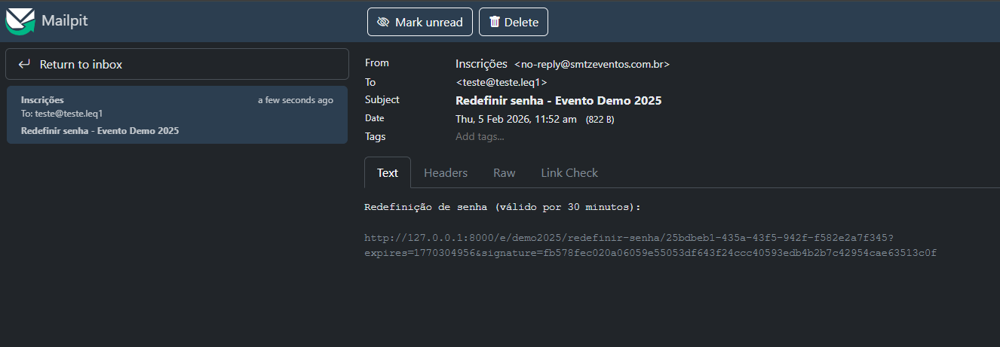 Mailpit
Mark unread
Delete
Return to inbox
Inscrições
a few seconds ago
To: teste@teste.leq1
Redefinir senha - Evento Demo 2025
From
Inscrições <no-reply@smtzeventos.com.br>
To
<teste@teste.leq1>
Subject
Redefinir senha - Evento Demo 2025
Date
Thu, 5 Feb 2026, 11:52 am (822 B)
Tags
Add tags...
Text
Headers
Raw
Link Check
Redefinição de senha (válido por 30 minutos):
http://127.0.0.1:8000/e/demo2025/redefinir-senha/25bdbeb1-435a-43f5-942f-f582e2a7f345?
expires=1770304956&signature=fb578fec020a06059e55053df643f24ccc40593edb4b2b7c42954cae63513c0f